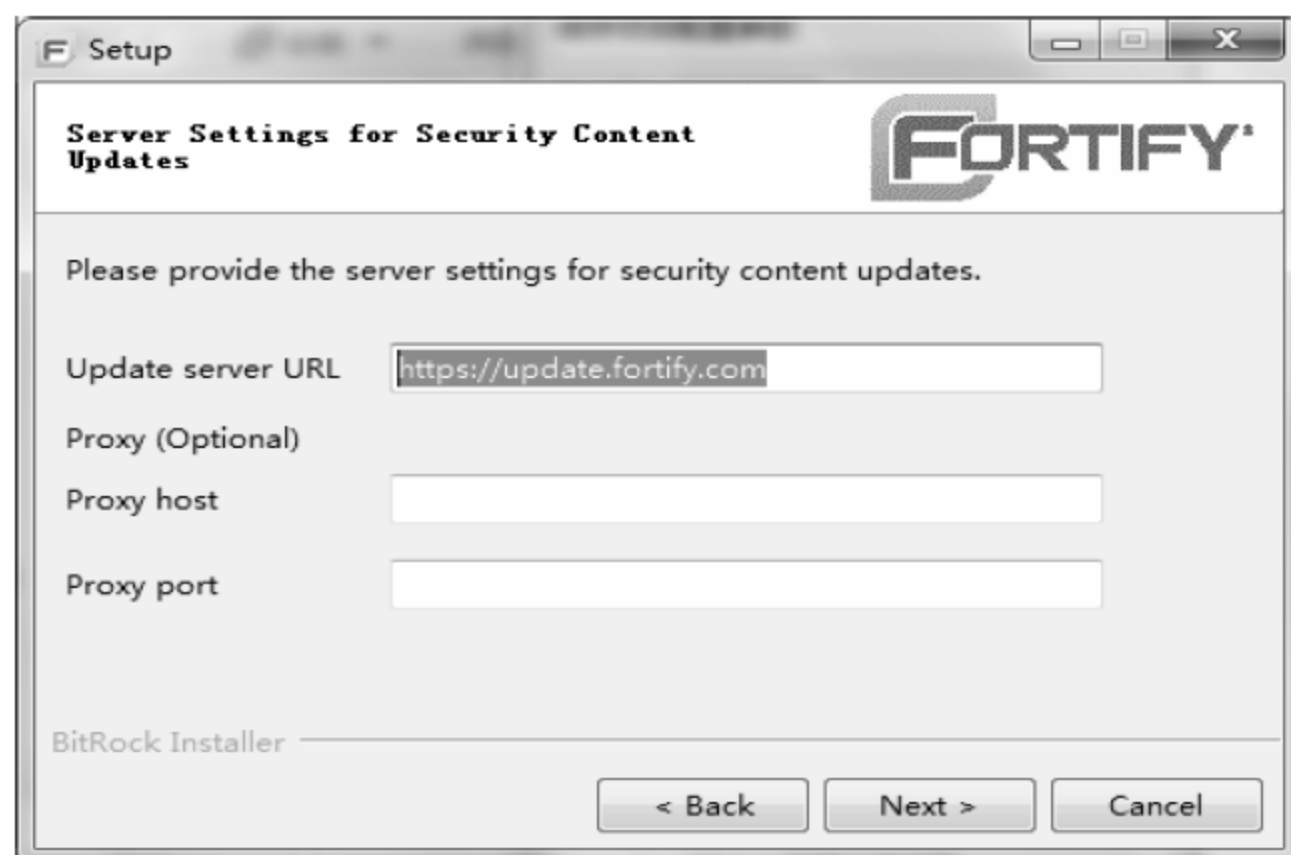 Setup
Server Settings for Security Content
Updates
FORTIFY
Please provide the server settings for security content updates.
Update server URL https://update.fortify.com
Proxy (Optional)
Proxy host
Proxy port
BitRock Installer
< Back Next > Cancel